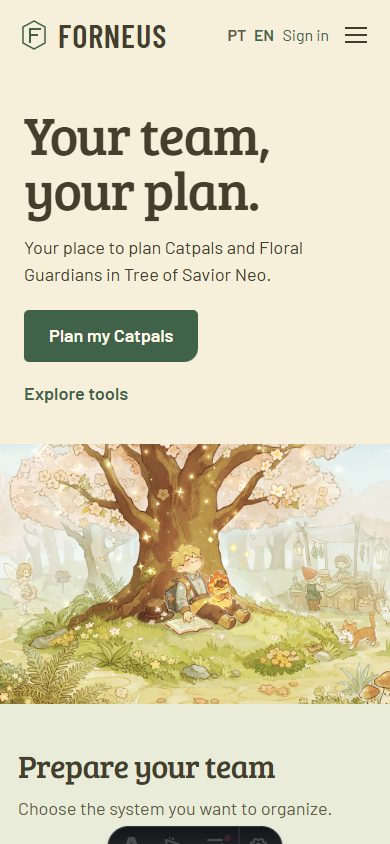 FORNEUS
PT EN Sign in
Your team,
your plan.
Your place to plan Catpals and Floral
Guardians in Tree of Savior Neo.
Plan my Catpals
Explore tools
Prepare your team
Choose the system you want to organize.